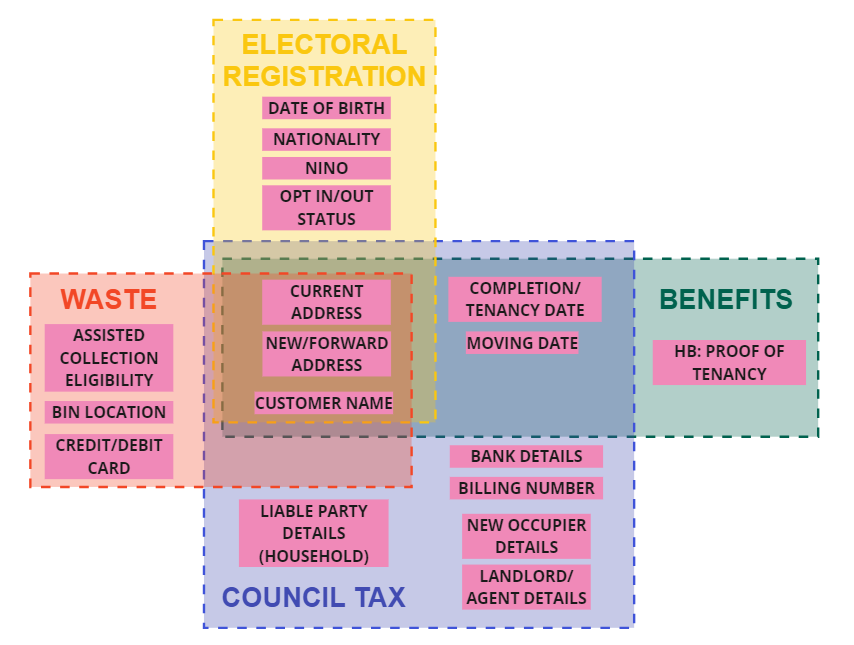 ELECTORAL
REGISTRATION
DATE OF BIRTH
NATIONALITY
NINO
OPT IN/OUT
STATUS
WASTE
ASSISTED
COLLECTION
ELIGIBILITY
BIN LOCATION
CREDIT/DEBIT
CARD
CURRENT
ADDRESS
NEW/FORWARD
ADDRESS
CUSTOMER NAME
COMPLETION/
TENANCY DATE
MOVING DATE
BENEFITS
HB: PROOF OF
TENANCY
BANK DETAILS
BILLING NUMBER
NEW OCCUPIER
DETAILS
LANDLORD/
AGENT DETAILS
LIABLE PARTY
DETAILS
(HOUSEHOLD)
COUNCIL TAX